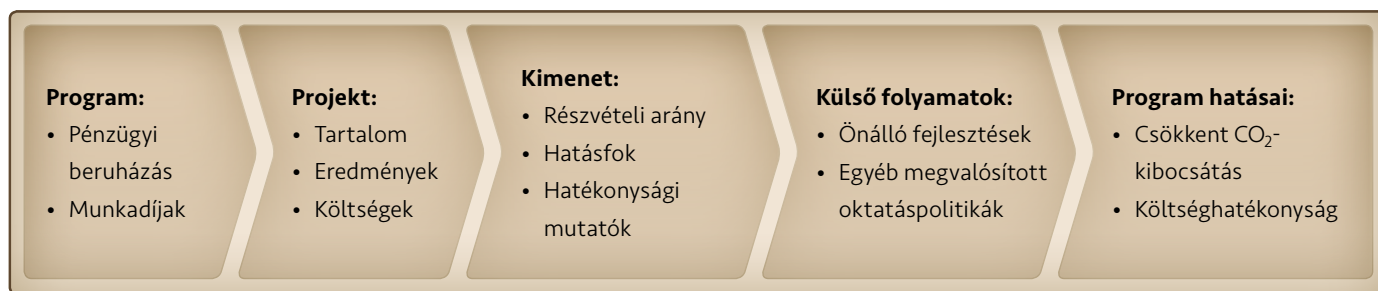 Program:
• Pénzügyi
beruházás
• Munkadíjak
Projekt:
• Tartalom
• Eredmények
• Költségek
Kimenet:
• Részvételi arány
• Hatásfok
• Hatékonysági
mutatók
Külső folyamatok:
• Önálló fejlesztések
• Egyéb megvalósított
oktatáspolitikák
Program hatásai:
• Csökkent CO₂-
kibocsátás
• Költséghatékonyság